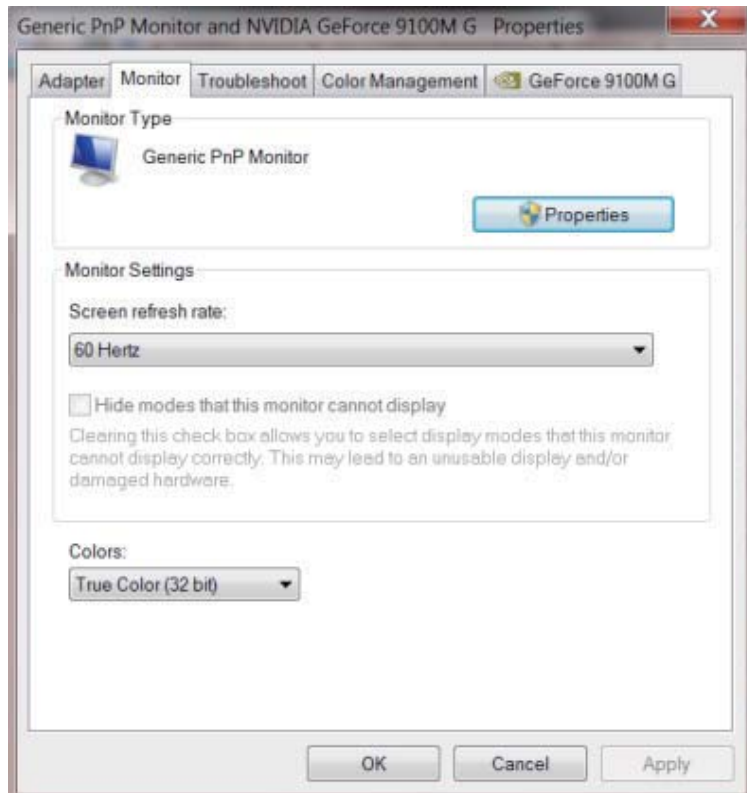 Generic PnP Monitor and NVIDIA GeForce 9100M G Properties
Adapter Monitor Troubleshoot Color Management GeForce 9100M G
Monitor Type
Generic PnP Monitor
Properties
Monitor Settings
Screen refresh rate:
60 Hertz
Hide modes that this monitor cannot display
Clearing this check box allows you to select display modes that this monitor
cannot display correctly. This may lead to an unusable display and/or
damaged hardware.
Colors:
True Color (32 bit)
OK Cancel Apply